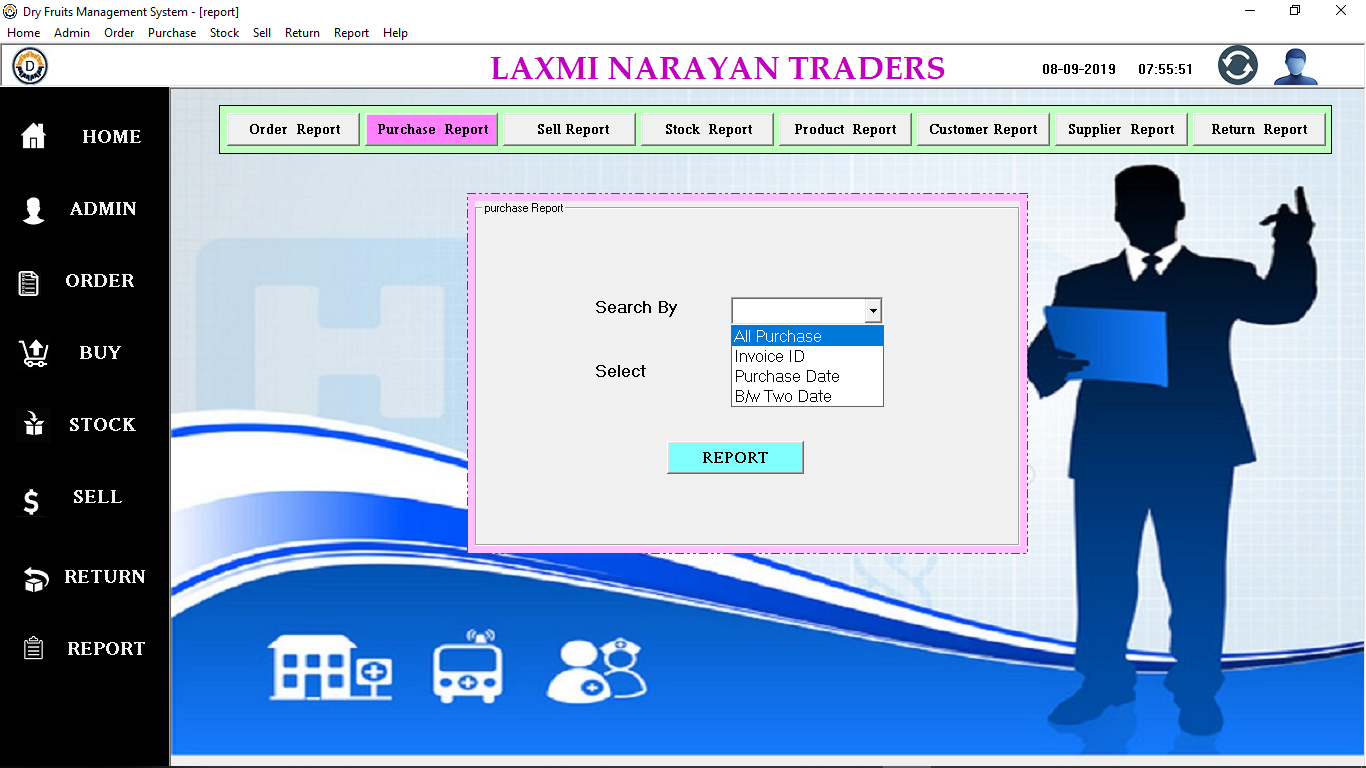 Dry Fruits Management System - [report]
Home Admin Order Purchase Stock Sell Return Report Help
D
LAXMI NARAYAN TRADERS
08-09-2019 07:55:51
HOME
ADMIN
ORDER
BUY
STOCK
SELL
RETURN
REPORT
Order Report
Purchase Report
Sell Report
Stock Report
Product Report
Customer Report
Supplier Report
Return Report
purchase Report
Search By
All Purchase
Invoice ID
Purchase Date
B/w Two Date
Select
REPORT
H